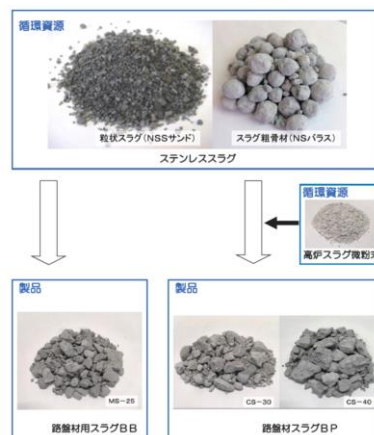 循環資源
粒状スラグ(NSSサンド)
スラグ粗骨材(NSバラス)
ステンレススラグ
循環資源
高炉スラグ微粉末
製品
MS-25
路盤材用スラグBB
製品
CS-30
CS-40
路盤材スラグBP